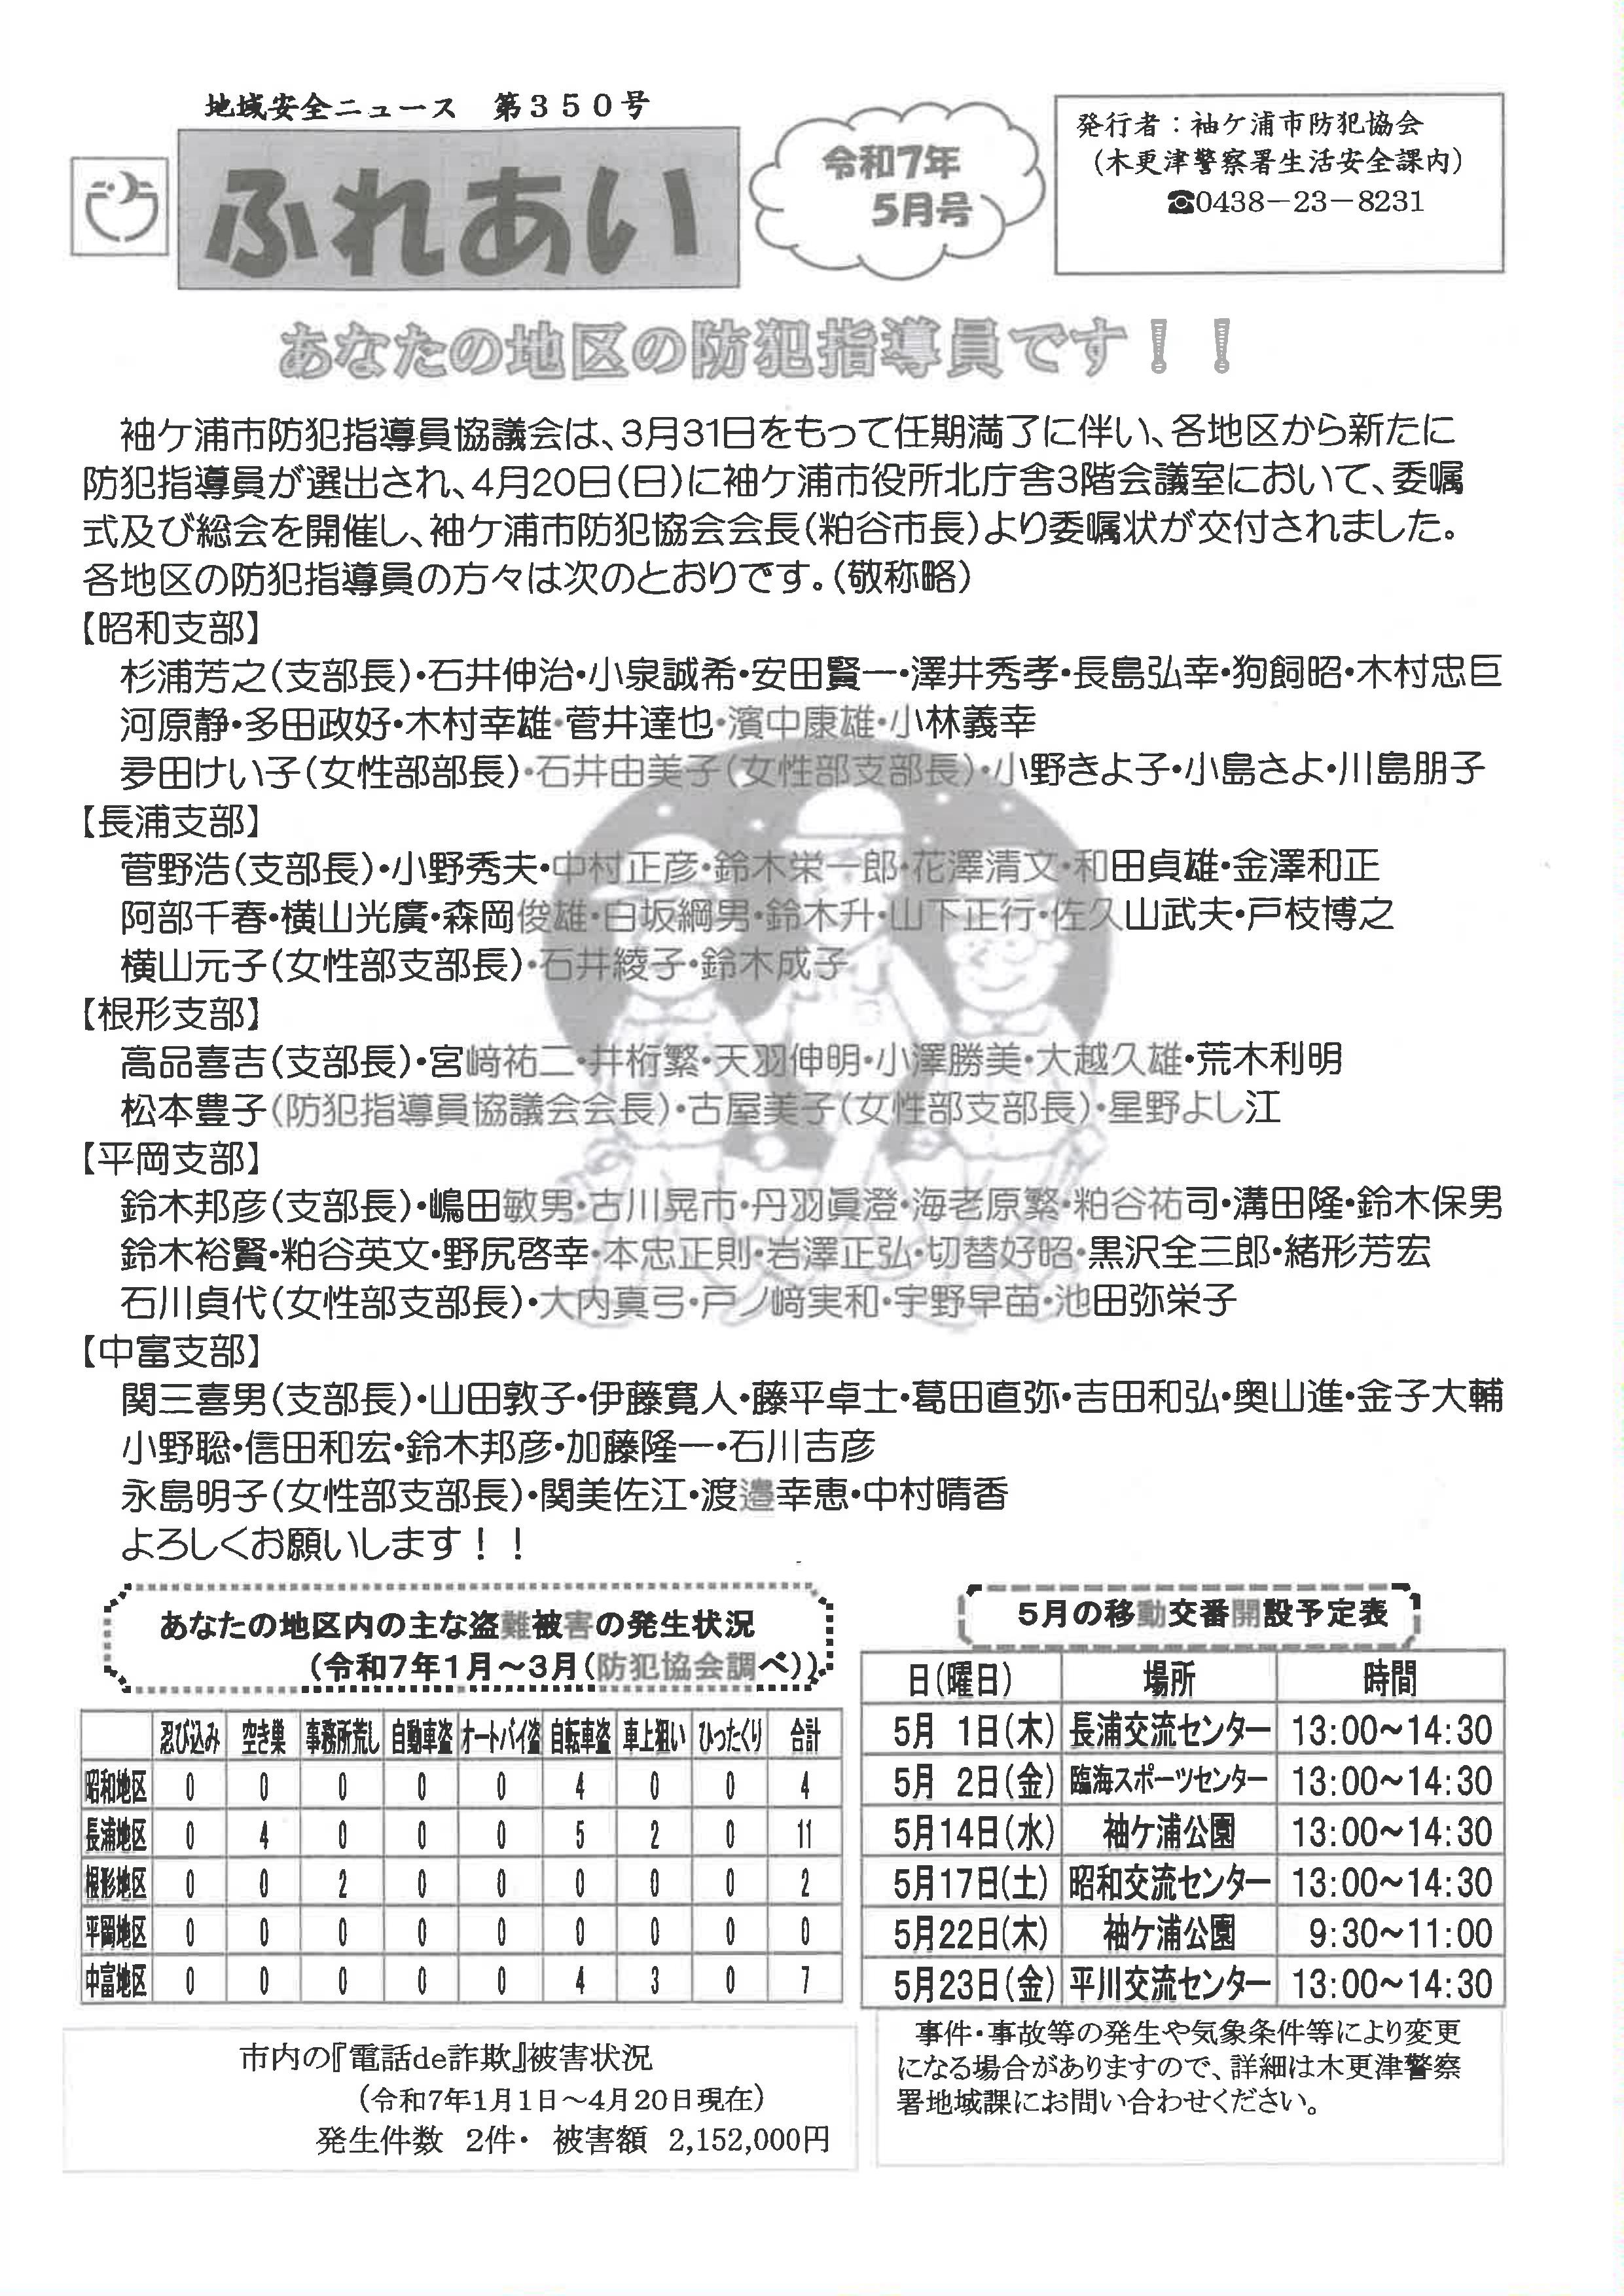 地域安全ニュース　第３５０号
ふれあい
令和7年
5月号
発行者：袖ケ浦市防犯協会
（木更津警察署生活安全課内）
☎0438－23－8231
あなたの地区の防犯指導員です！！
袖ケ浦市防犯指導員協議会は、3月31日をもって任期満了に伴い、各地区から新たに
防犯指導員が選出され、4月20日（日）に袖ケ浦市役所北庁舎3階会議室において、委嘱
式及び総会を開催し、袖ケ浦市防犯協会会長（粕谷市長）より委嘱状が交付されました。
各地区の防犯指導員の方々は次のとおりです。（敬称略）
【昭和支部】
杉浦芳之（支部長）・石井伸治・小泉誠希・安田賢一・澤井秀孝・長島弘幸・狗飼昭・木村忠巨
河原静・多田政好・木村幸雄・菅井達也・濱中康雄・小林義幸
夛田けい子（女性部部長）・石井由美子（女性部支部長）・小野きよ子・小島さよ・川島朋子
【長浦支部】
菅野浩（支部長）・小野秀夫・中村正彦・鈴木栄一郎・花澤清文・和田貞雄・金澤和正
阿部千春・横山光廣・森岡俊雄・白坂綱男・鈴木升・山下正行・佐久山武夫・戸枝博之
横山元子（女性部支部長）・石井綾子・鈴木成子
【根形支部】
高品喜吉（支部長）・宮﨑祐二・井桁繁・天羽伸明・小澤勝美・大越久雄・荒木利明
松本豊子（防犯指導員協議会会長）・古屋美子（女性部支部長）・星野よし江
【平岡支部】
鈴木邦彦（支部長）・嶋田敏男・古川晃市・丹羽眞澄・海老原繁・粕谷祐司・溝田隆・鈴木保男
鈴木裕賢・粕谷英文・野尻啓幸・本忠正則・岩澤正弘・切替好昭・黒沢全三郎・緒形芳宏
石川貞代（女性部支部長）・大内真弓・戸ノ﨑実和・宇野早苗・池田弥栄子
【中富支部】
関三喜男（支部長）・山田敦子・伊藤寛人・藤平卓士・葛田直弥・吉田和弘・奥山進・金子大輔
小野聡・信田和宏・鈴木邦彦・加藤隆一・石川吉彦
永島明子（女性部支部長）・関美佐江・渡邉幸恵・中村晴香
よろしくお願いします！！
あなたの地区内の主な盗難被害の発生状況
（令和7年1月～3月（防犯協会調べ））
忍び込み 空き巣 事務所荒し 自動車盗 オートバイ盗 自転車盗 車上狙い ひったくり 合計
昭和地区 0 0 0 0 0 4 0 0 4
長浦地区 0 4 0 0 0 5 2 0 11
根形地区 0 0 2 0 0 0 0 0 2
平岡地区 0 0 0 0 0 0 0 0 0
中富地区 0 0 0 0 0 4 3 0 7
市内の『電話de詐欺』被害状況
（令和7年1月1日～4月20日現在）
発生件数　2件・　被害額　2,152,000円
5月の移動交番開設予定表
日（曜日） 場所 時間
5月 1日（木） 長浦交流センター 13:00～14:30
5月 2日（金） 臨海スポーツセンター 13:00～14:30
5月14日（水） 袖ケ浦公園 13:00～14:30
5月17日（土） 昭和交流センター 13:00～14:30
5月22日（木） 袖ケ浦公園 9:30～11:00
5月23日（金） 平川交流センター 13:00～14:30
事件・事故等の発生や気象条件等により変更
になる場合がありますので、詳細は木更津警察
署地域課にお問い合わせください。